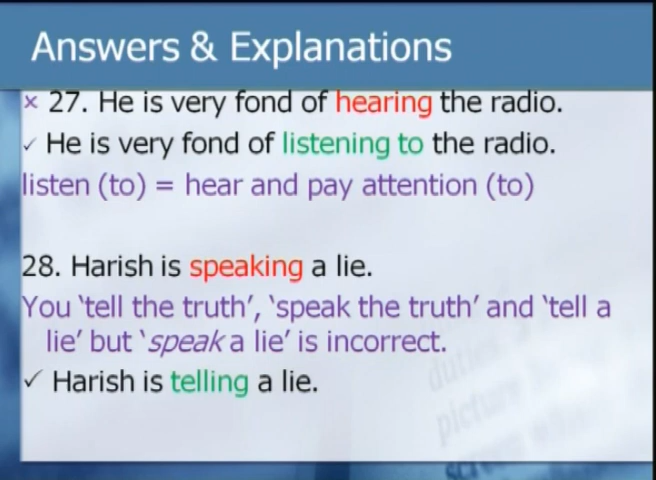 Answers & Explanations
× 27. He is very fond of hearing the radio.
✓ He is very fond of listening to the radio.
listen (to) = hear and pay attention (to)
28. Harish is speaking a lie.
You ‘tell the truth’, ‘speak the truth’ and ‘tell a
lie’ but ‘speak a lie’ is incorrect.
✓ Harish is telling a lie.